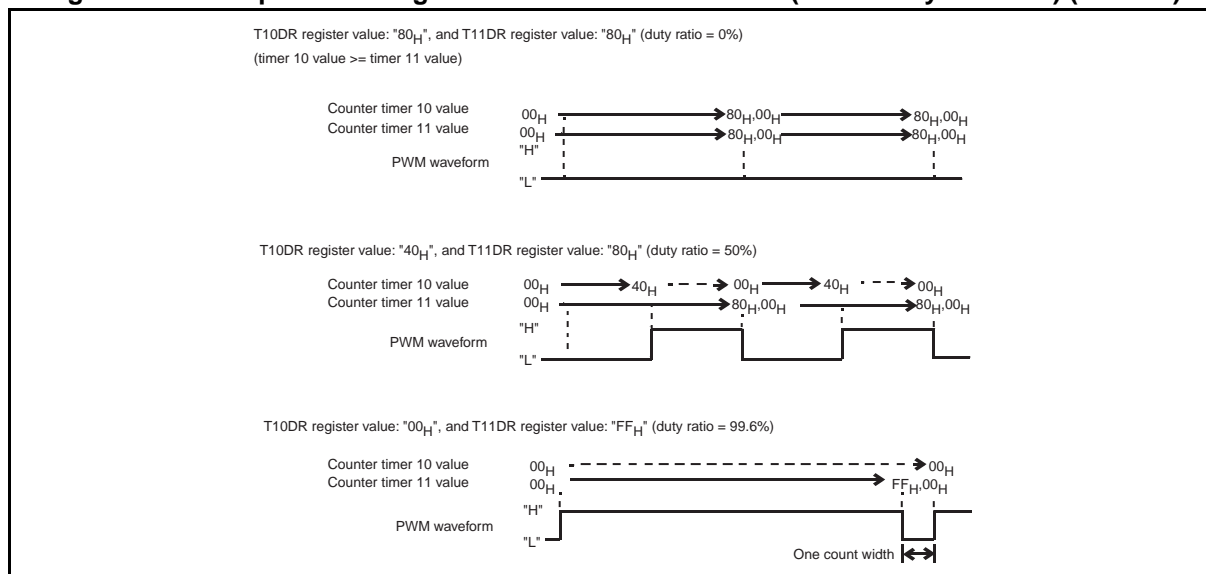 T10DR register value: "80H", and T11DR register value: "80H" (duty ratio = 0%)
(timer 10 value >= timer 11 value)
Counter timer 10 value 00H 80H,00H 80H,00H
Counter timer 11 value 00H 80H,00H 80H,00H
"H"
PWM waveform
"L"
T10DR register value: "40H", and T11DR register value: "80H" (duty ratio = 50%)
Counter timer 10 value 00H 40H 00H 40H 00H
Counter timer 11 value 00H 80H,00H 80H,00H
"H"
PWM waveform
"L"
T10DR register value: "00H", and T11DR register value: "FFH" (duty ratio = 99.6%)
Counter timer 10 value 00H 00H
Counter timer 11 value 00H FFH,00H
"H"
PWM waveform
"L"
One count width